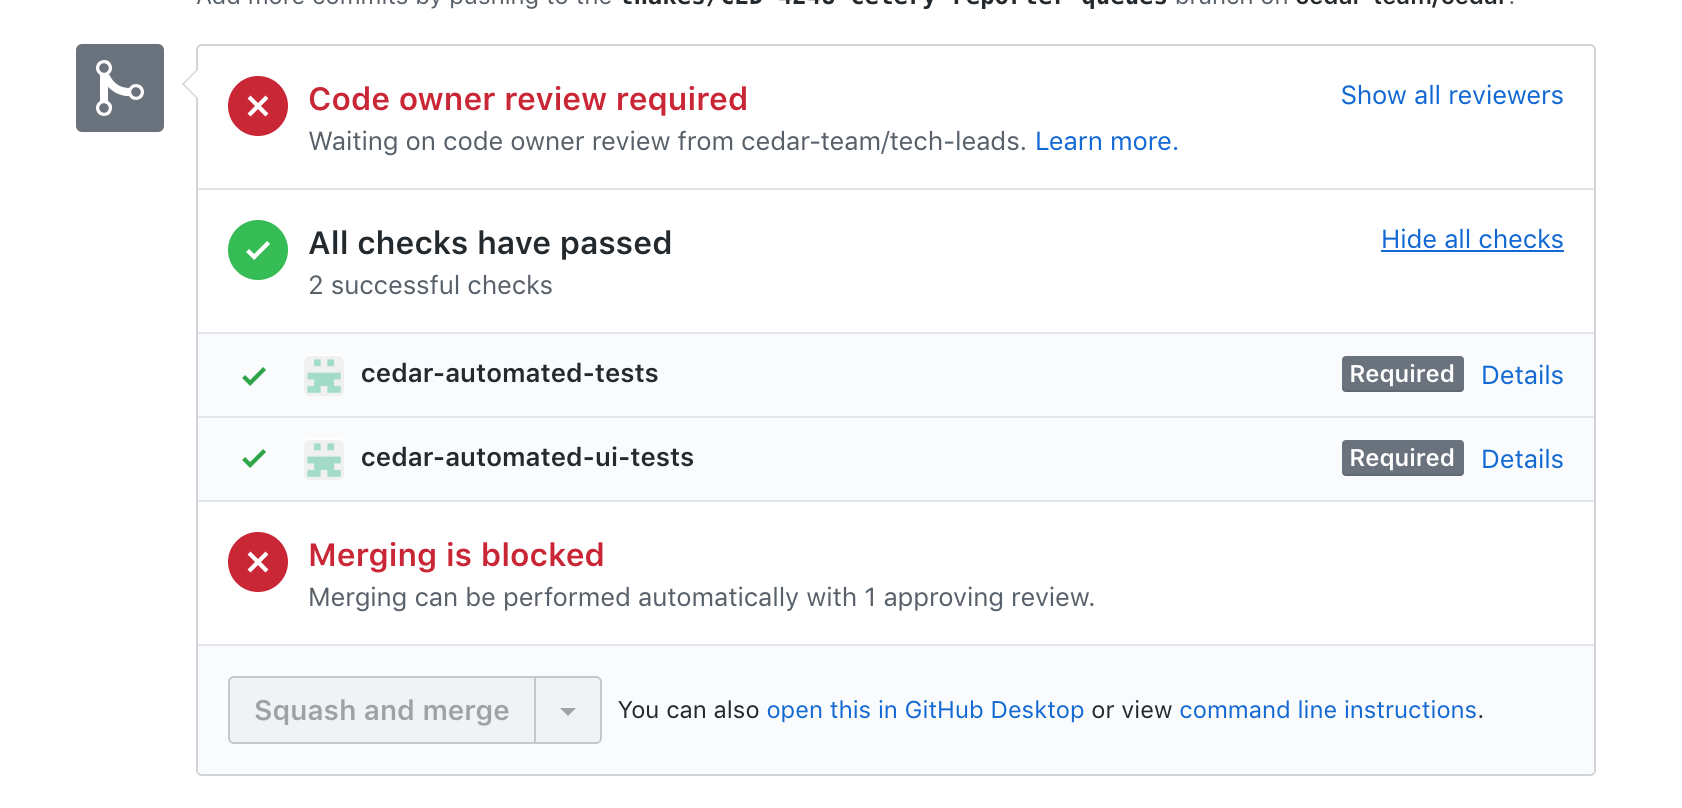 Code owner review required
Show all reviewers
Waiting on code owner review from cedar-team/tech-leads. Learn more.
All checks have passed
Hide all checks
2 successful checks
cedar-automated-tests
Required
Details
cedar-automated-ui-tests
Required
Details
Merging is blocked
Merging can be performed automatically with 1 approving review.
Squash and merge
You can also open this in GitHub Desktop or view command line instructions.